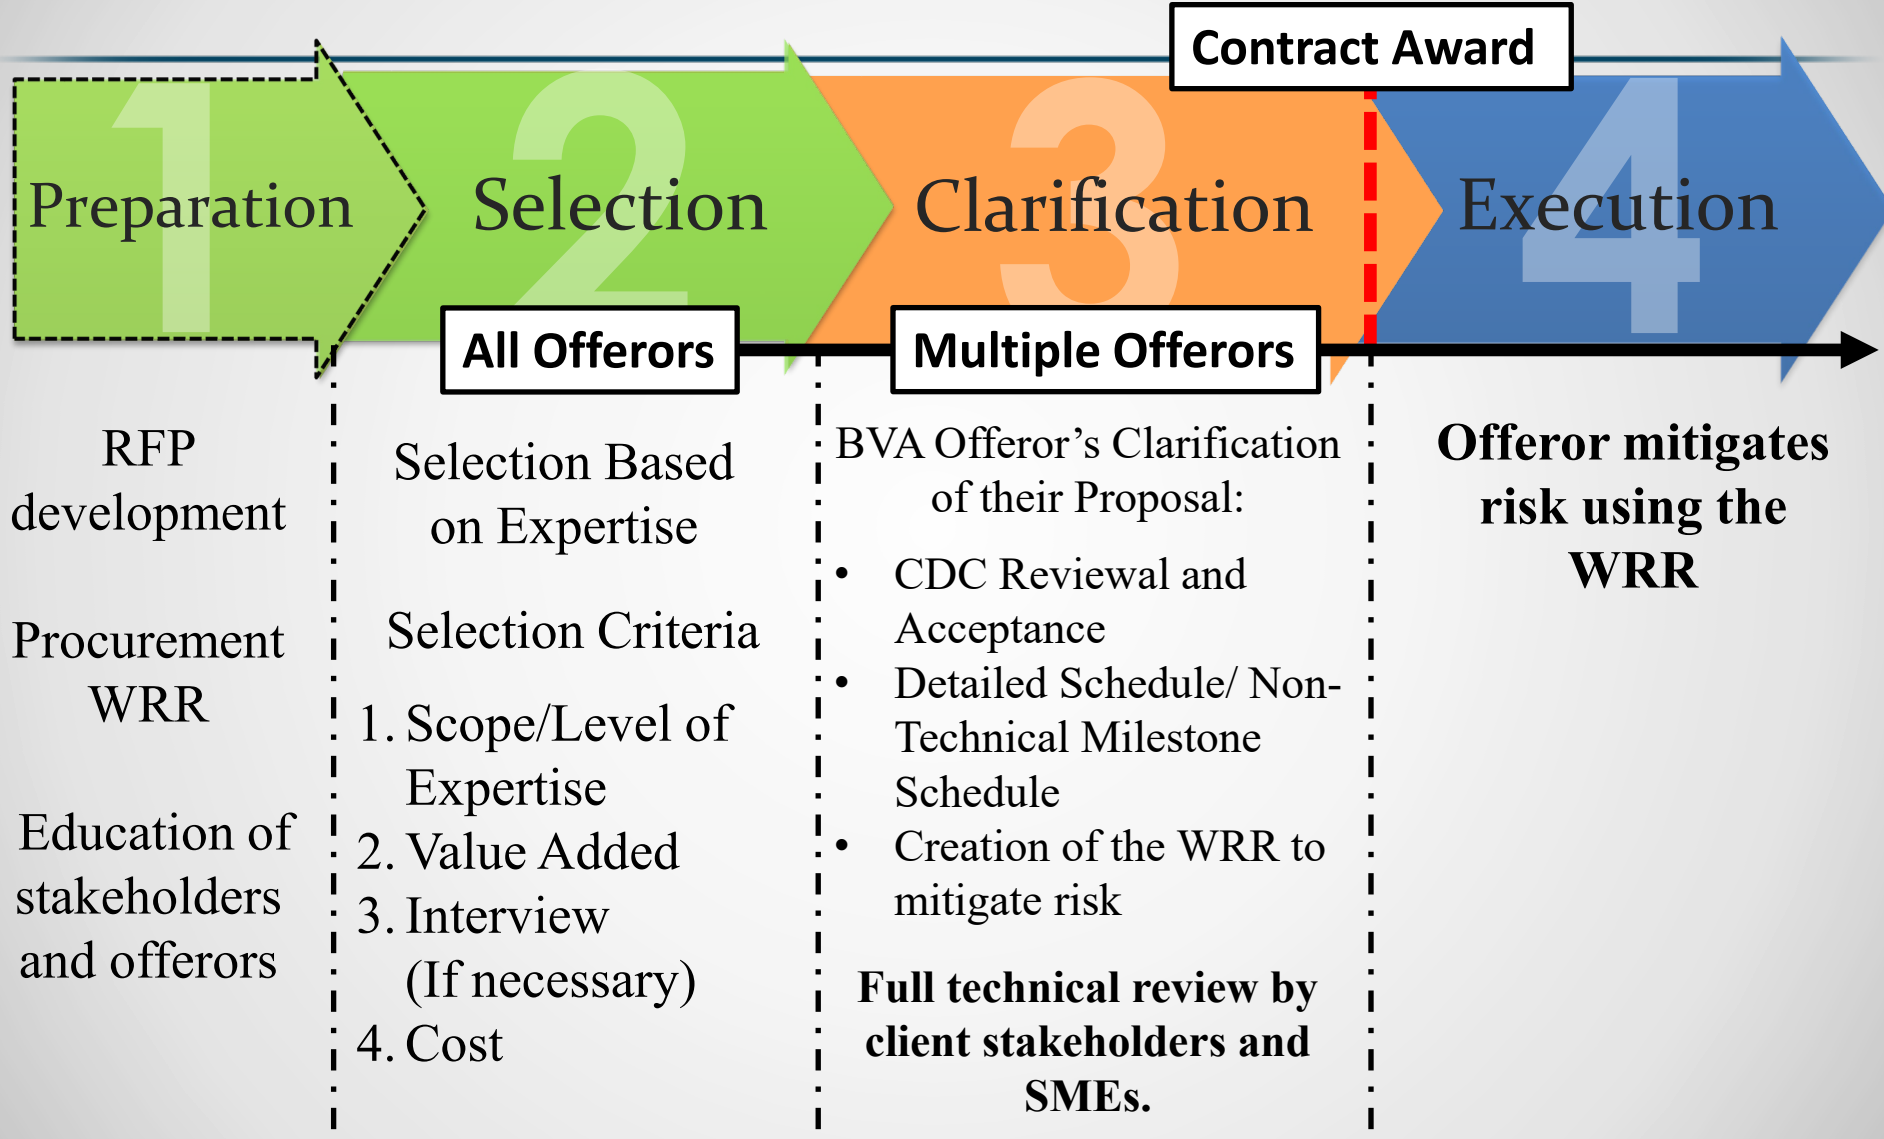 Contract Award
1
Preparation
2
Selection
3
Clarification
4
Execution
All Offerors
Multiple Offerors
RFP
development
Procurement
WRR
Education of
stakeholders
and offerors
Selection Based
on Expertise
Selection Criteria
1. Scope/Level of
Expertise
2. Value Added
3. Interview
(If necessary)
4. Cost
BVA Offeror’s Clarification
of their Proposal:
• CDC Reviewal and
Acceptance
• Detailed Schedule/ Non-
Technical Milestone
Schedule
• Creation of the WRR to
mitigate risk
Full technical review by
client stakeholders and
SMEs.
Offeror mitigates
risk using the
WRR